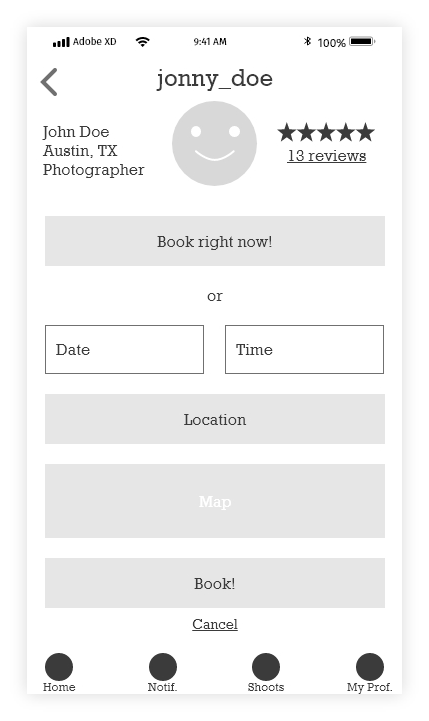 Adobe XD 9:41 AM 100%
jonny_doe
John Doe
Austin, TX
Photographer
13 reviews
Book right now!
or
Date Time
Location
Map
Book!
Cancel
Home Notif. Shoots My Prof.